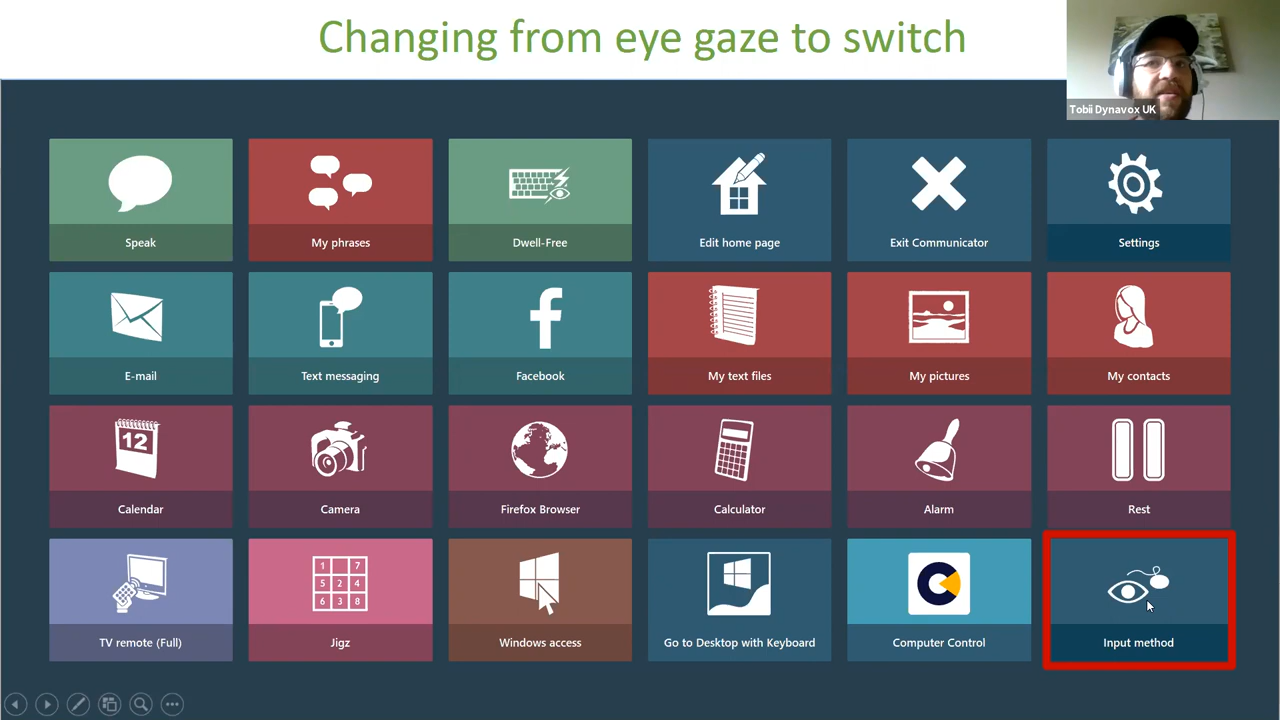 Changing from eye gaze to switch
Tobii Dynavox UK
Speak
My phrases
Dwell-Free
Edit home page
Exit Communicator
Settings
E-mail
Text messaging
Facebook
My text files
My pictures
My contacts
12
Calendar
Camera
Firefox Browser
Calculator
Alarm
Rest
TV remote (Full)
1 7
5 2 4
6 3 8
Jigz
Windows access
Go to Desktop with Keyboard
Computer Control
Input method